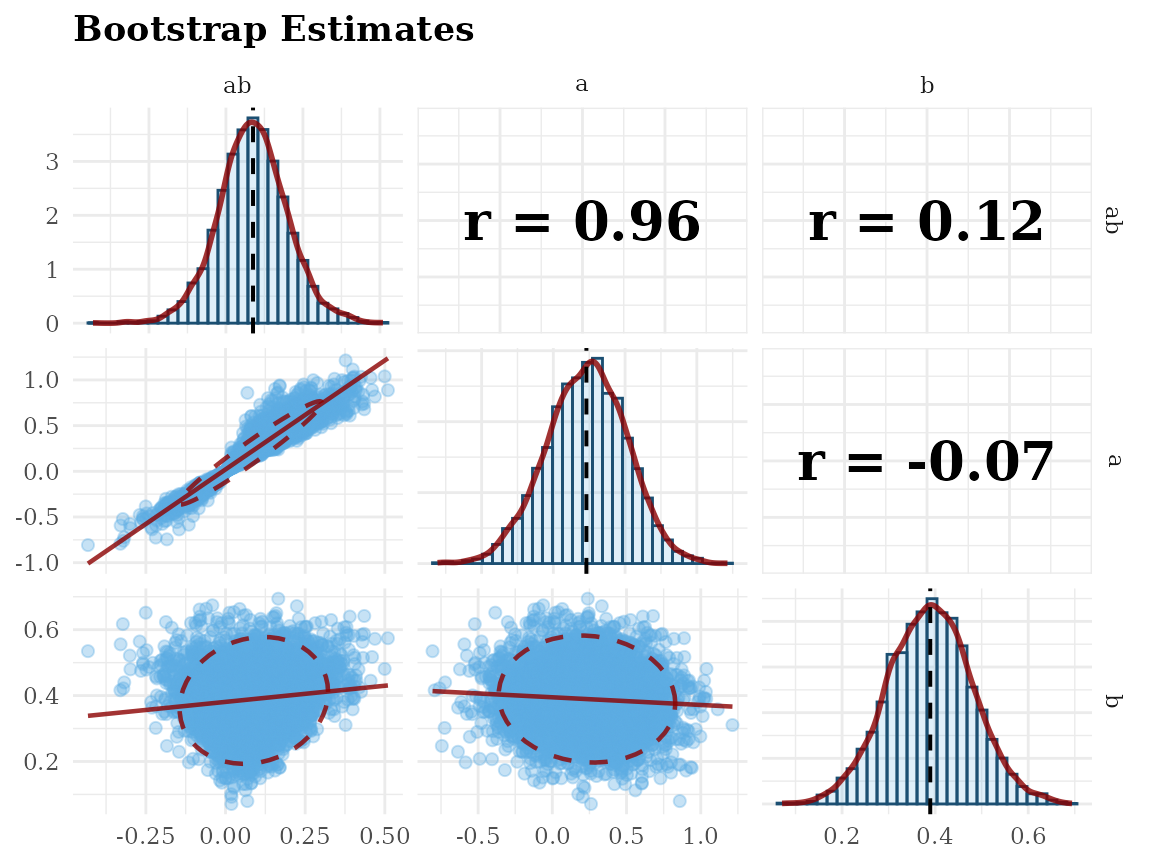 Bootstrap Estimates
ab a b
3
2
1
0
r = 0.96
r = 0.12
ab
1.0
0.5
0.0
-0.5
-1.0
r = -0.07
a
0.6
0.4
0.2
b
-0.25 0.00 0.25 0.50
-0.5 0.0 0.5 1.0
0.2 0.4 0.6